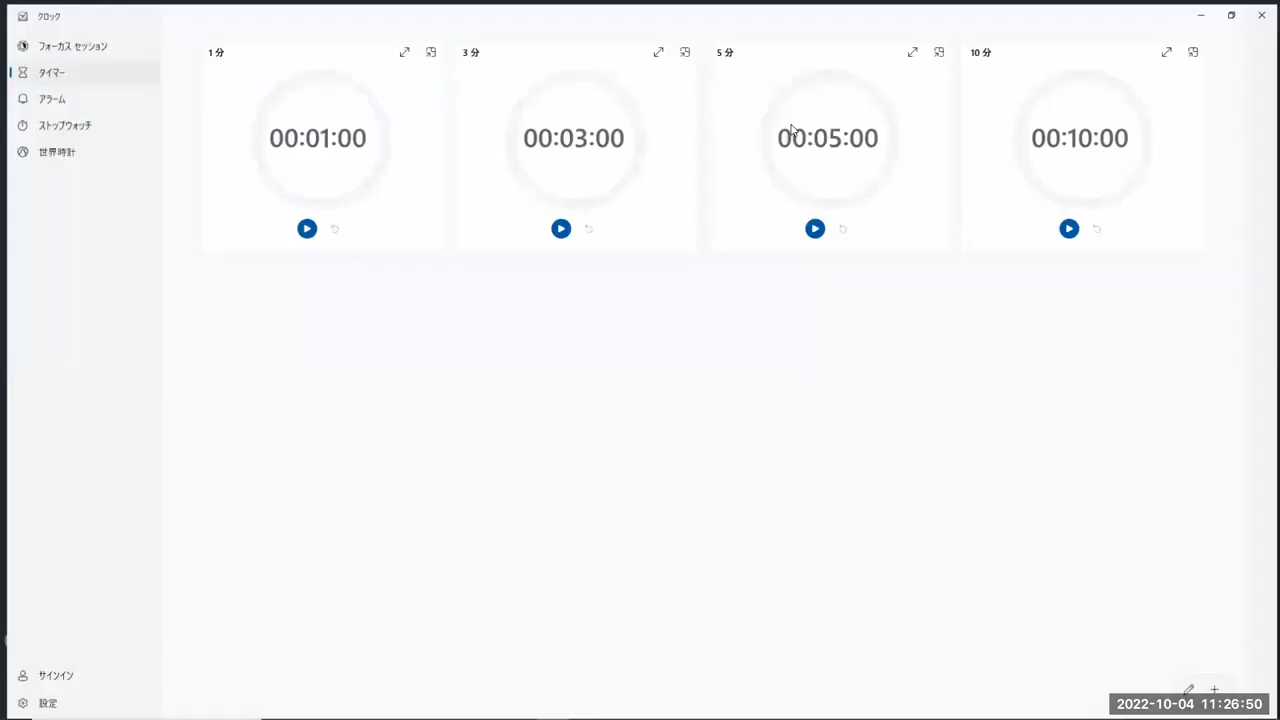 クロック
フォーカス セッション
タイマー
アラーム
ストップウォッチ
世界時計
1 分
00:01:00
3 分
00:03:00
5 分
00:05:00
10 分
00:10:00
サインイン
設定
2022-10-04 11:26:50